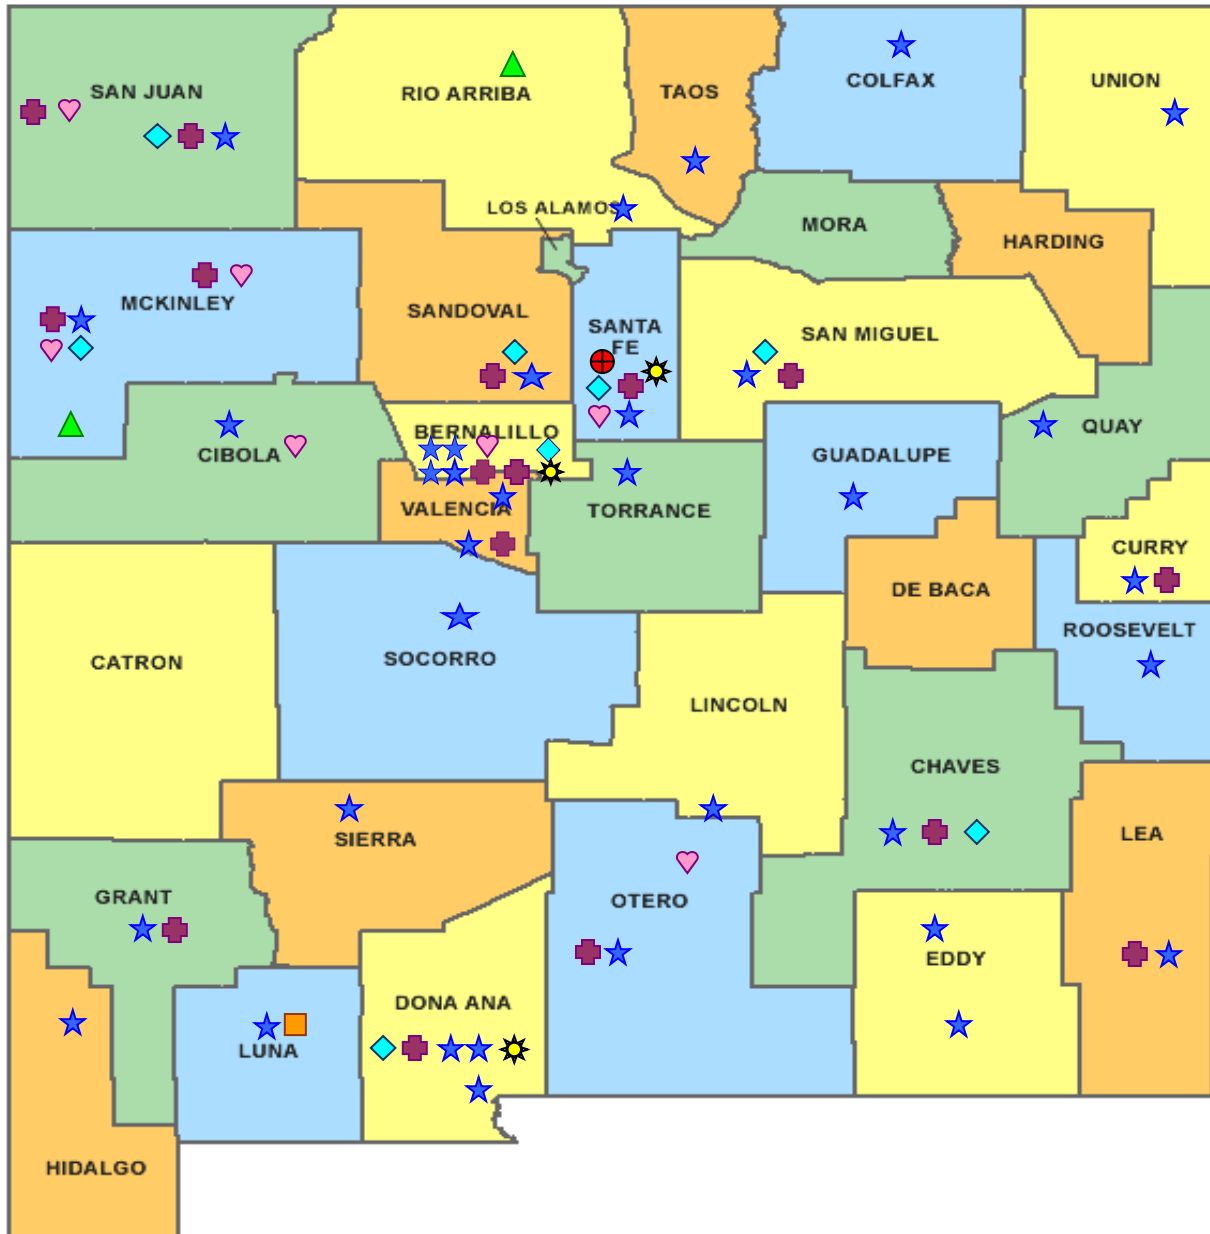 COLFAX
UNION
SAN JUAN
RIO ARRIBA
TAOS
LOS ALAMOS
MORA
HARDING
MCKINLEY
SANDOVAL
SANTA
FE
SAN MIGUEL
QUAY
BERNALILLO
CIBOLA
GUADALUPE
VALENCIA
TORRANCE
CURRY
DE BACA
ROOSEVELT
CATRON
SOCORRO
LINCOLN
CHAVES
SIERRA
LEA
GRANT
OTERO
EDDY
DONA ANA
LUNA
HIDALGO